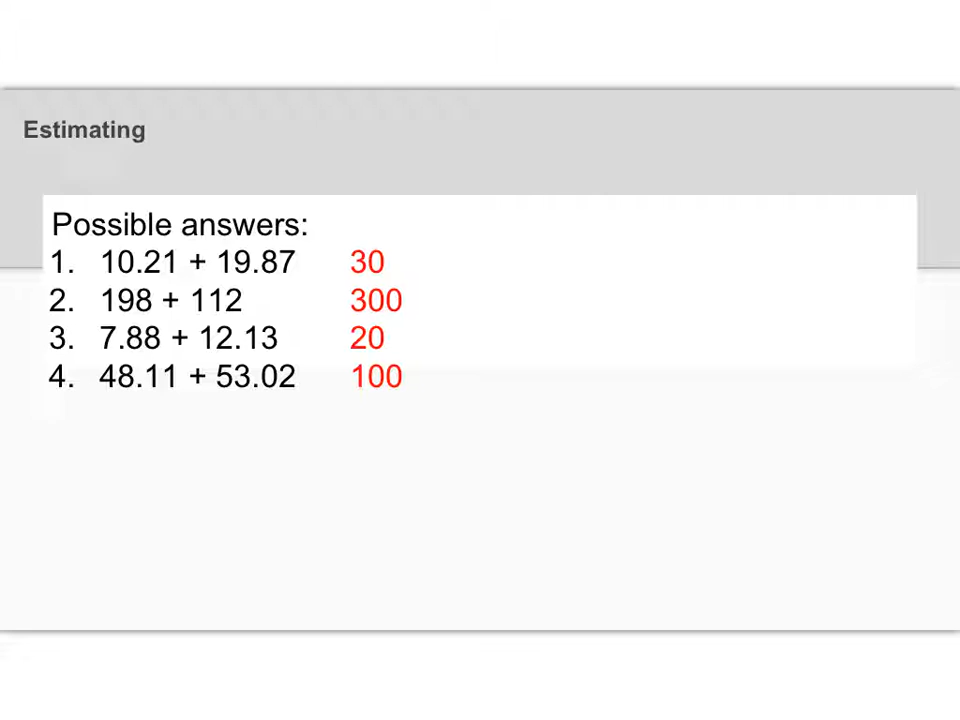 Estimating
Possible answers:
1. 10.21 + 19.87 30
2. 198 + 112 300
3. 7.88 + 12.13 20
4. 48.11 + 53.02 100